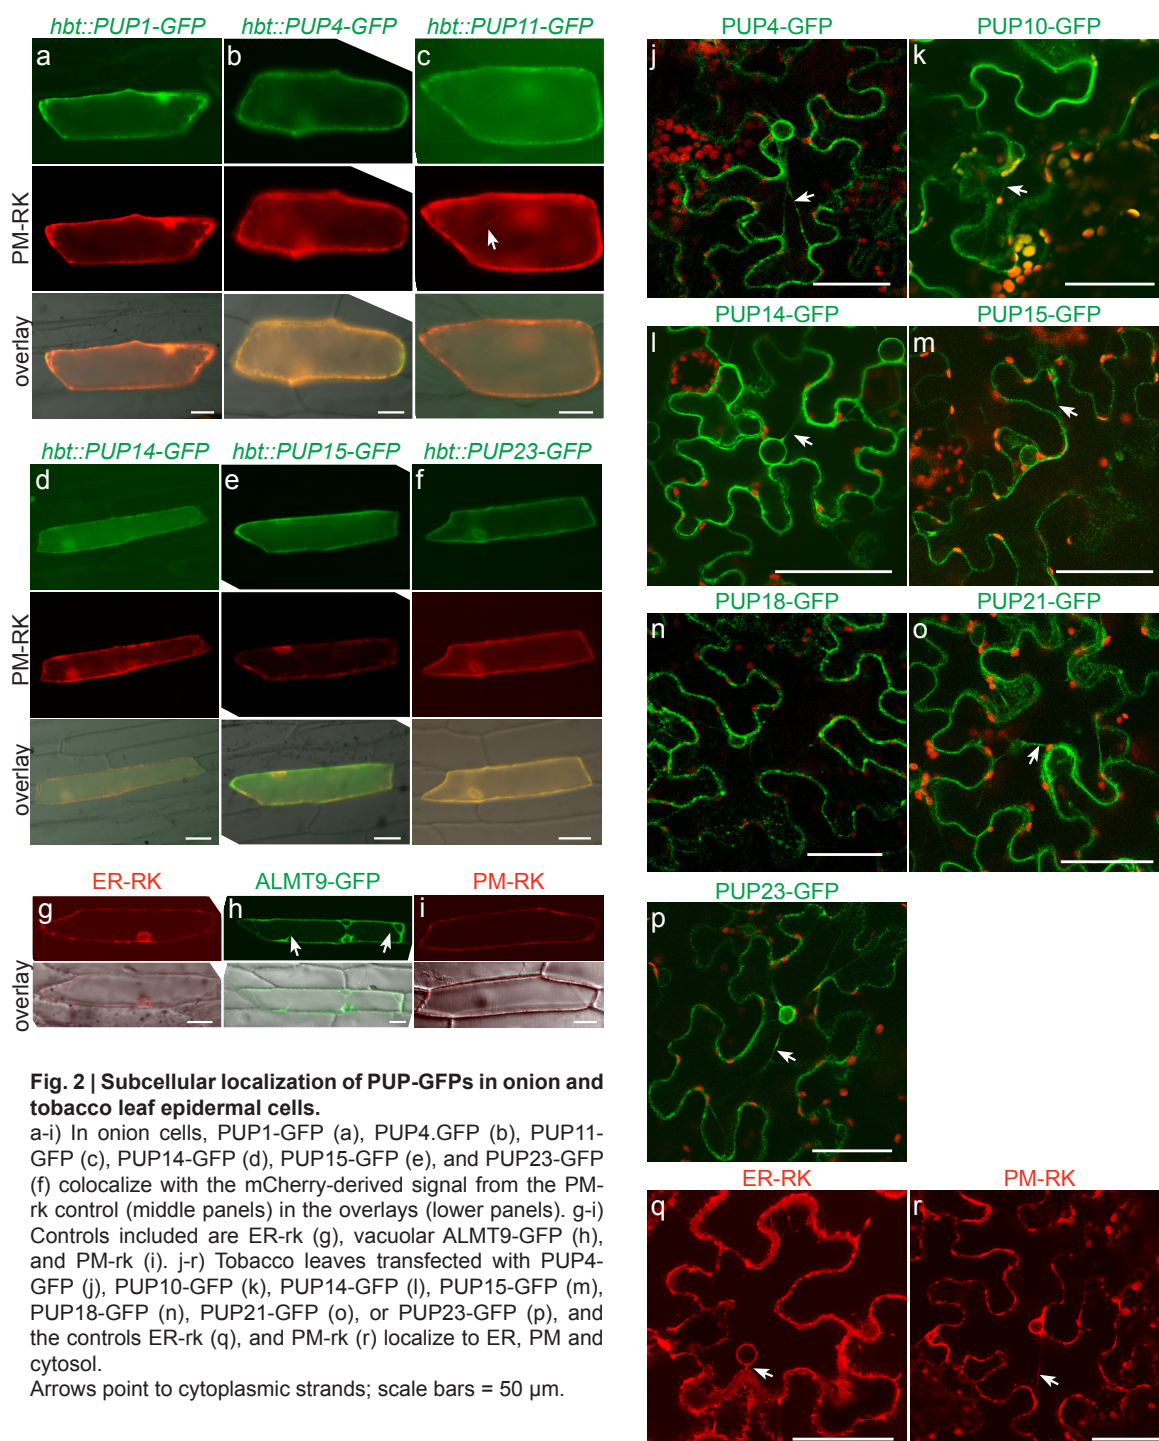 hbt::PUP1-GFP hbt::PUP4-GFP hbt::PUP11-GFP
a b c
PM-RK
overlay
hbt::PUP14-GFP hbt::PUP15-GFP hbt::PUP23-GFP
d e f
PM-RK
overlay
ER-RK ALMT9-GFP PM-RK
g h i
overlay
Fig. 2 | Subcellular localization of PUP-GFPs in onion and
tobacco leaf epidermal cells.
a-i) In onion cells, PUP1-GFP (a), PUP4.GFP (b), PUP11-
GFP (c), PUP14-GFP (d), PUP15-GFP (e), and PUP23-GFP
(f) colocalize with the mCherry-derived signal from the PM-
rk control (middle panels) in the overlays (lower panels). g-i)
Controls included are ER-rk (g), vacuolar ALMT9-GFP (h),
and PM-rk (i). j-r) Tobacco leaves transfected with PUP4-
GFP (j), PUP10-GFP (k), PUP14-GFP (l), PUP15-GFP (m),
PUP18-GFP (n), PUP21-GFP (o), or PUP23-GFP (p), and
the controls ER-rk (q), and PM-rk (r) localize to ER, PM and
cytosol.
Arrows point to cytoplasmic strands; scale bars = 50 µm.
PUP4-GFP PUP10-GFP
j k
PUP14-GFP PUP15-GFP
l m
PUP18-GFP PUP21-GFP
n o
PUP23-GFP
p
ER-RK PM-RK
q r